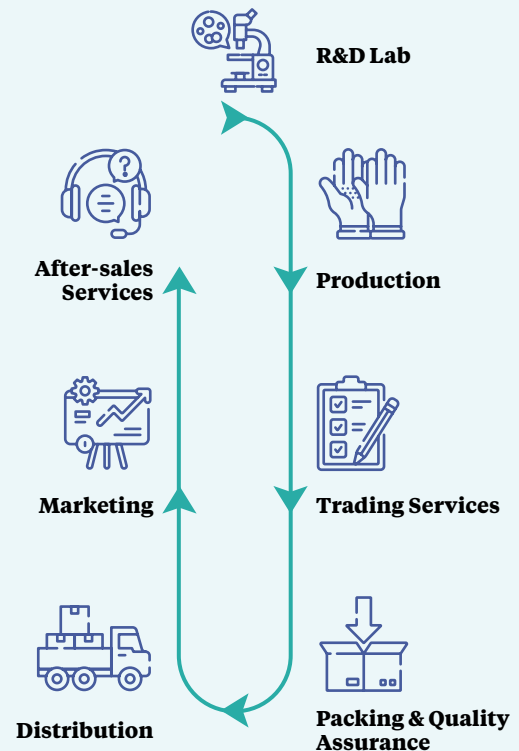 R&D Lab
After-sales
Services
Production
Marketing
Trading Services
Distribution
Packing & Quality
Assurance
?